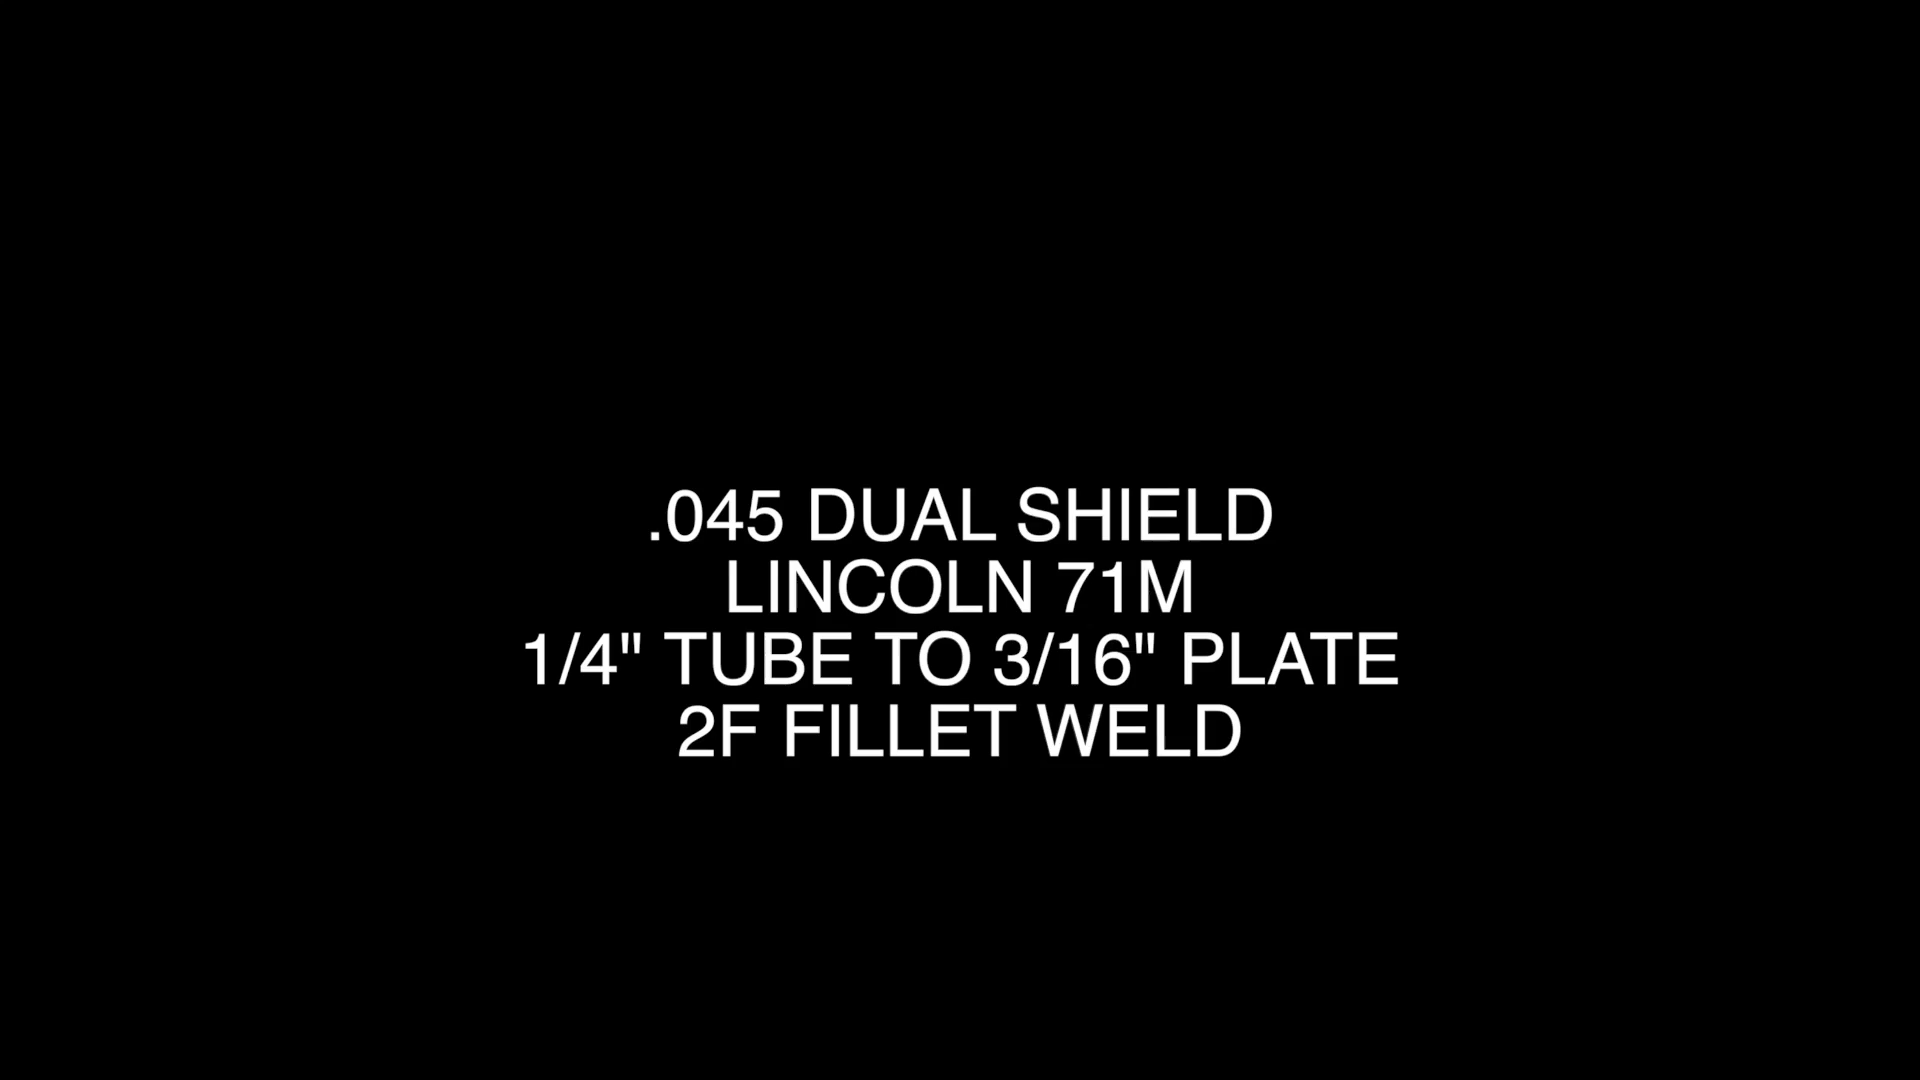 .045 DUAL SHIELD
LINCOLN 71M
1/4" TUBE TO 3/16" PLATE
2F FILLET WELD